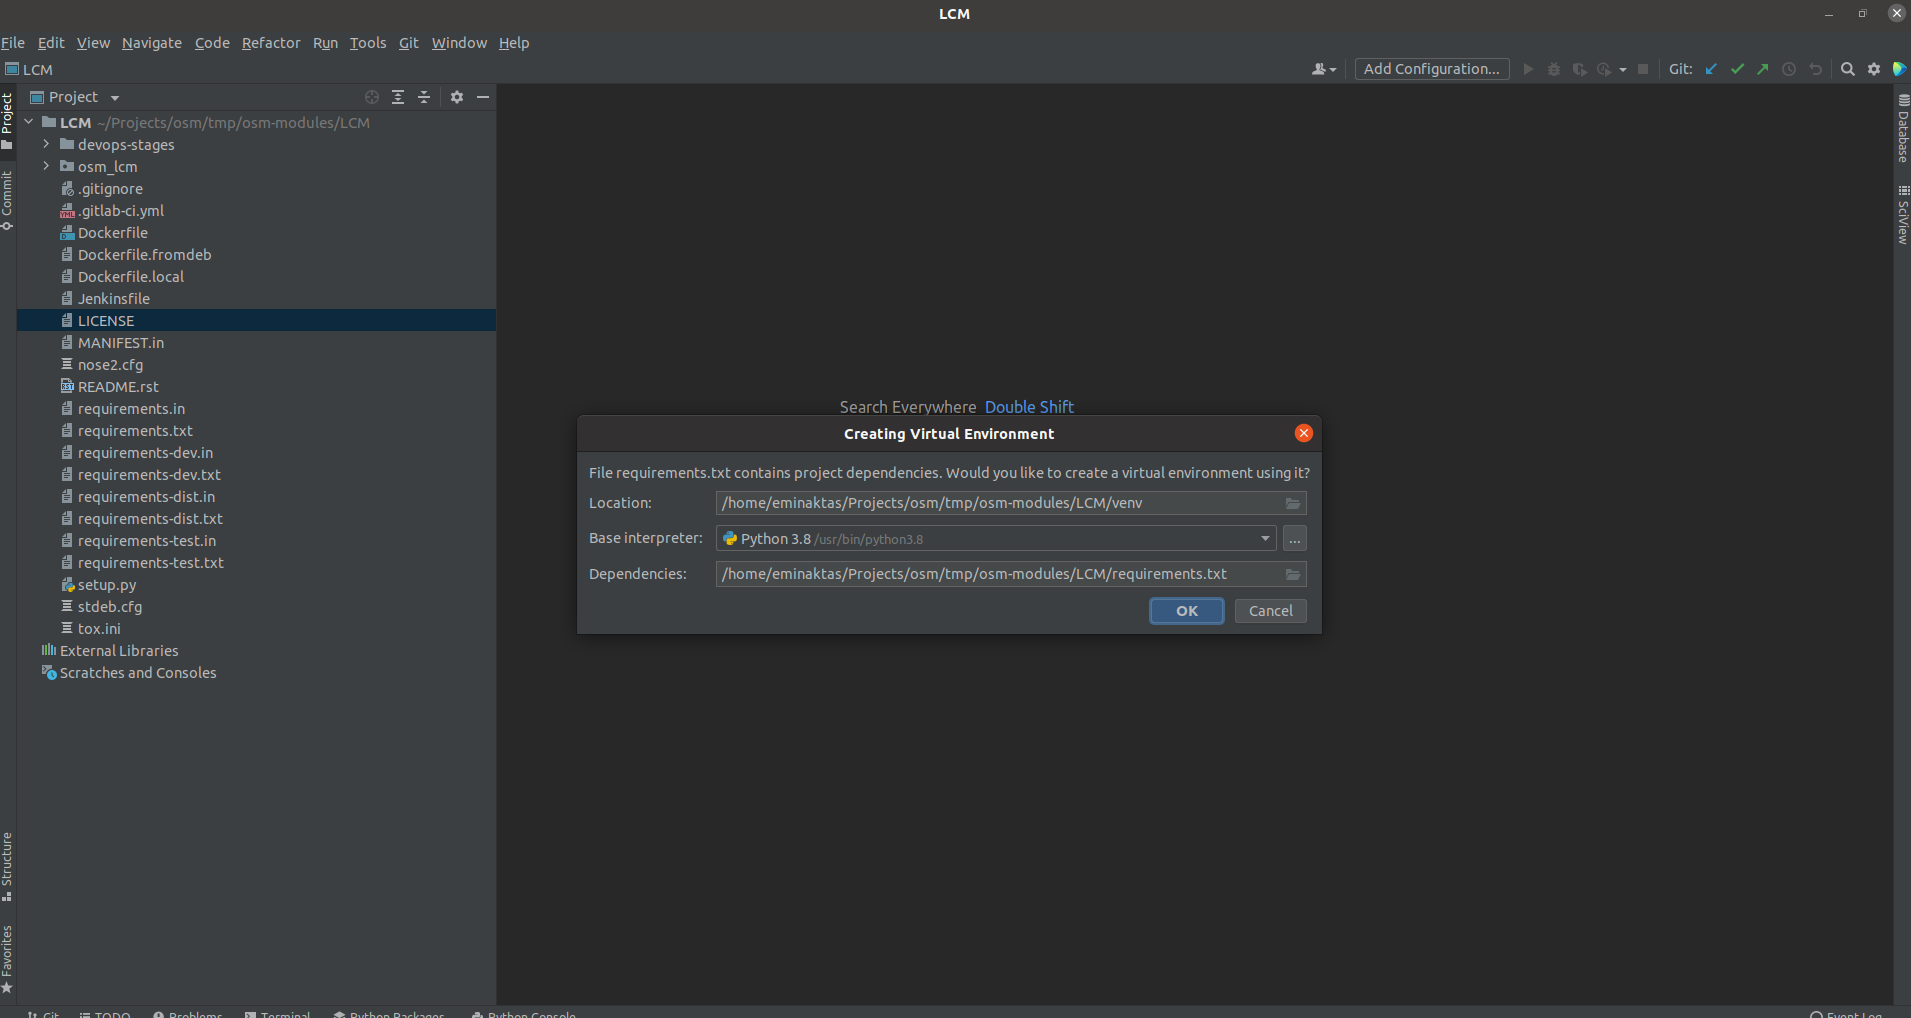 LCM
File Edit View Navigate Code Refactor Run Tools Git Window Help
LCM
Add Configuration...
Git:
Project
Project
Commit
Structure
Favorites
LCM ~/Projects/osm/tmp/osm-modules/LCM
devops-stages
osm_lcm
.gitignore
.gitlab-ci.yml
Dockerfile
Dockerfile.fromdeb
Dockerfile.local
Jenkinsfile
LICENSE
MANIFEST.in
nose2.cfg
README.rst
requirements.in
requirements.txt
requirements-dev.in
requirements-dev.txt
requirements-dist.in
requirements-dist.txt
requirements-test.in
requirements-test.txt
setup.py
stdeb.cfg
tox.ini
External Libraries
Scratches and Consoles
Search Everywhere Double Shift
Creating Virtual Environment
File requirements.txt contains project dependencies. Would you like to create a virtual environment using it?
Location: /home/eminaktas/Projects/osm/tmp/osm-modules/LCM/venv
Base interpreter: Python 3.8 /usr/bin/python3.8 ...
Dependencies: /home/eminaktas/Projects/osm/tmp/osm-modules/LCM/requirements.txt
OK Cancel
Database
SciView
Git TODO Problems Terminal Python Packages Python Console Event Log